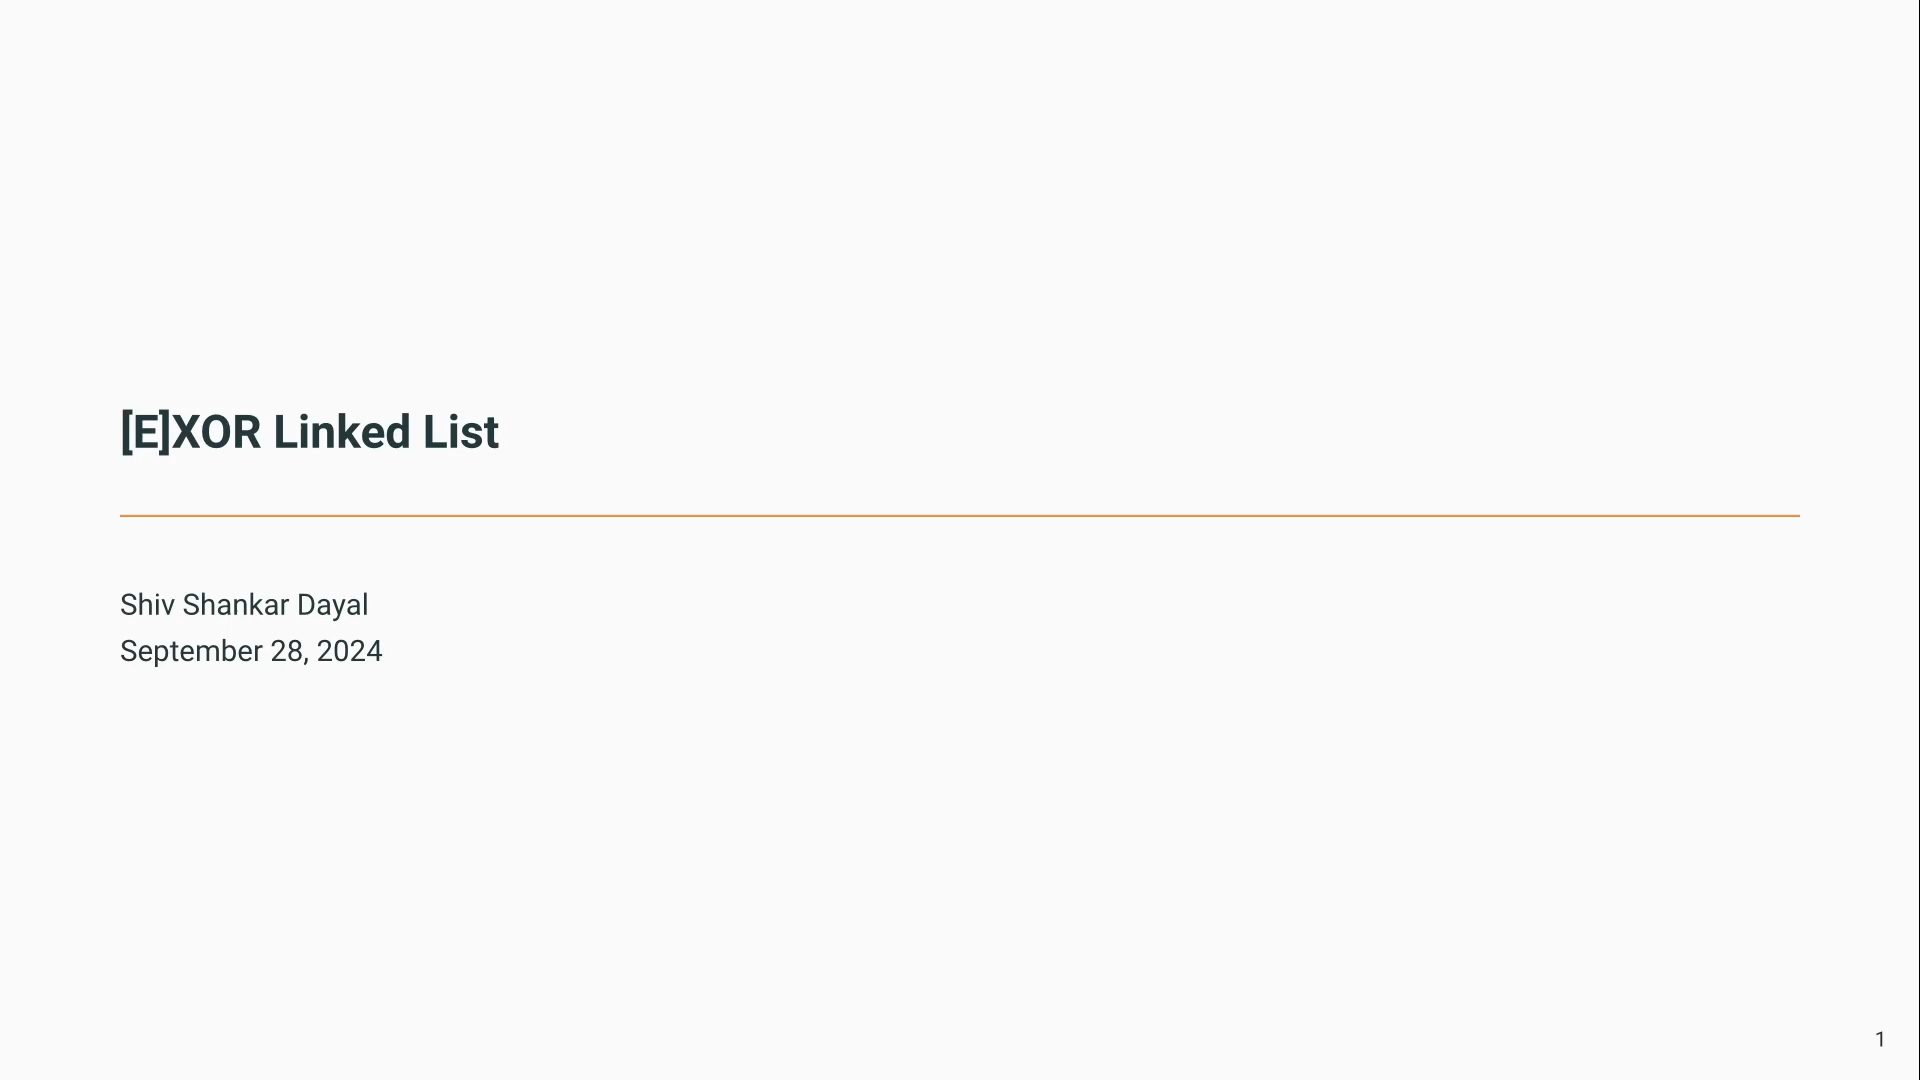 [E]XOR Linked List
Shiv Shankar Dayal
September 28, 2024
1